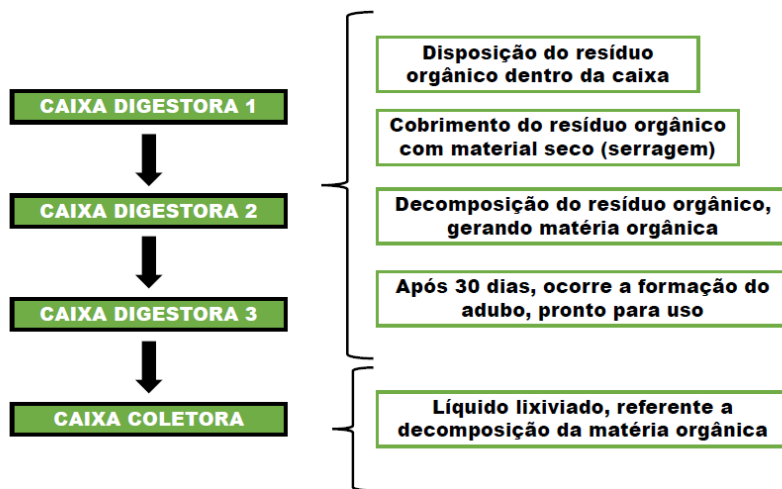 CAIXA DIGESTORA 1
CAIXA DIGESTORA 2
CAIXA DIGESTORA 3
CAIXA COLETORA
Disposição do resíduo
orgânico dentro da caixa
Cobrimento do resíduo orgânico
com material seco (serragem)
Decomposição do resíduo orgânico,
gerando matéria orgânica
Após 30 dias, ocorre a formação do
adubo, pronto para uso
Líquido lixiviado, referente a
decomposição da matéria orgânica